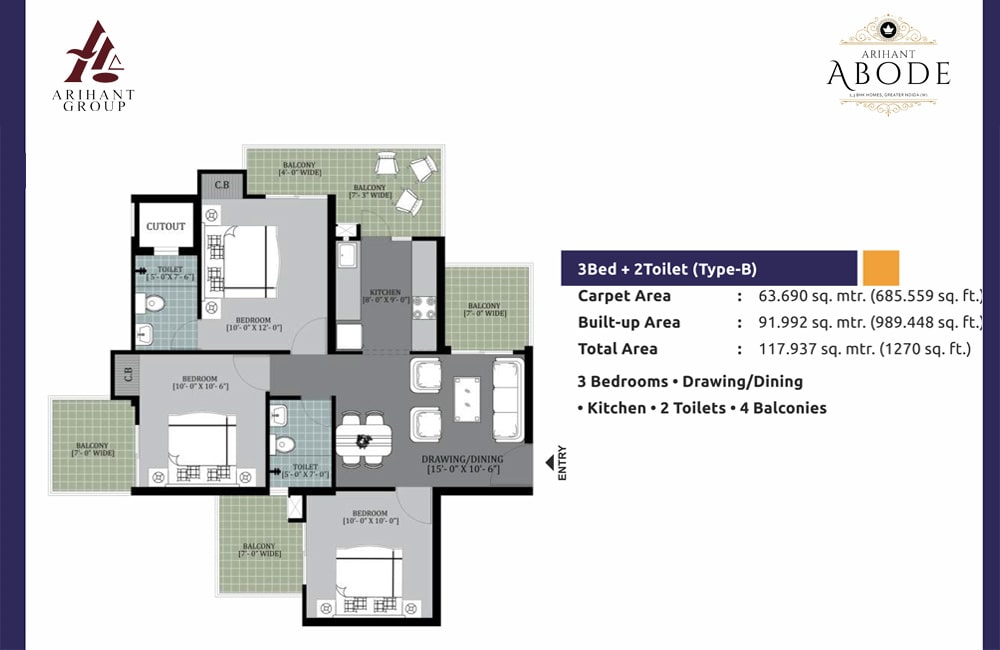 ARIHANT
GROUP
ARIHANT
ABODE
BHK HOMES, GREATER NOIDA (W)
BALCONY
[4'- 0" WIDE]
BALCONY
[7'- 3" WIDE]
C.B
CUTOUT
TOILET
[5'- 0"X 7'- 6"]
BEDROOM
[10'- 0" X 12'- 0"]
KITCHEN
[8'- 0" X 9'- 0"]
BALCONY
[7'- 0" WIDE]
C.B
BEDROOM
[10'- 0" X 10'- 6"]
BALCONY
[7'- 0" WIDE]
TOILET
[5'- 0"X 7'- 0"]
DRAWING/DINING
[15'- 0" X 10'- 6"]
ENTRY
BEDROOM
[10'- 0" X 10'- 0"]
BALCONY
[7'- 0" WIDE]
3Bed + 2Toilet (Type-B)
Carpet Area : 63.690 sq. mtr. (685.559 sq. ft.)
Built-up Area : 91.992 sq. mtr. (989.448 sq. ft.)
Total Area : 117.937 sq. mtr. (1270 sq. ft.)
3 Bedrooms • Drawing/Dining
• Kitchen • 2 Toilets • 4 Balconies